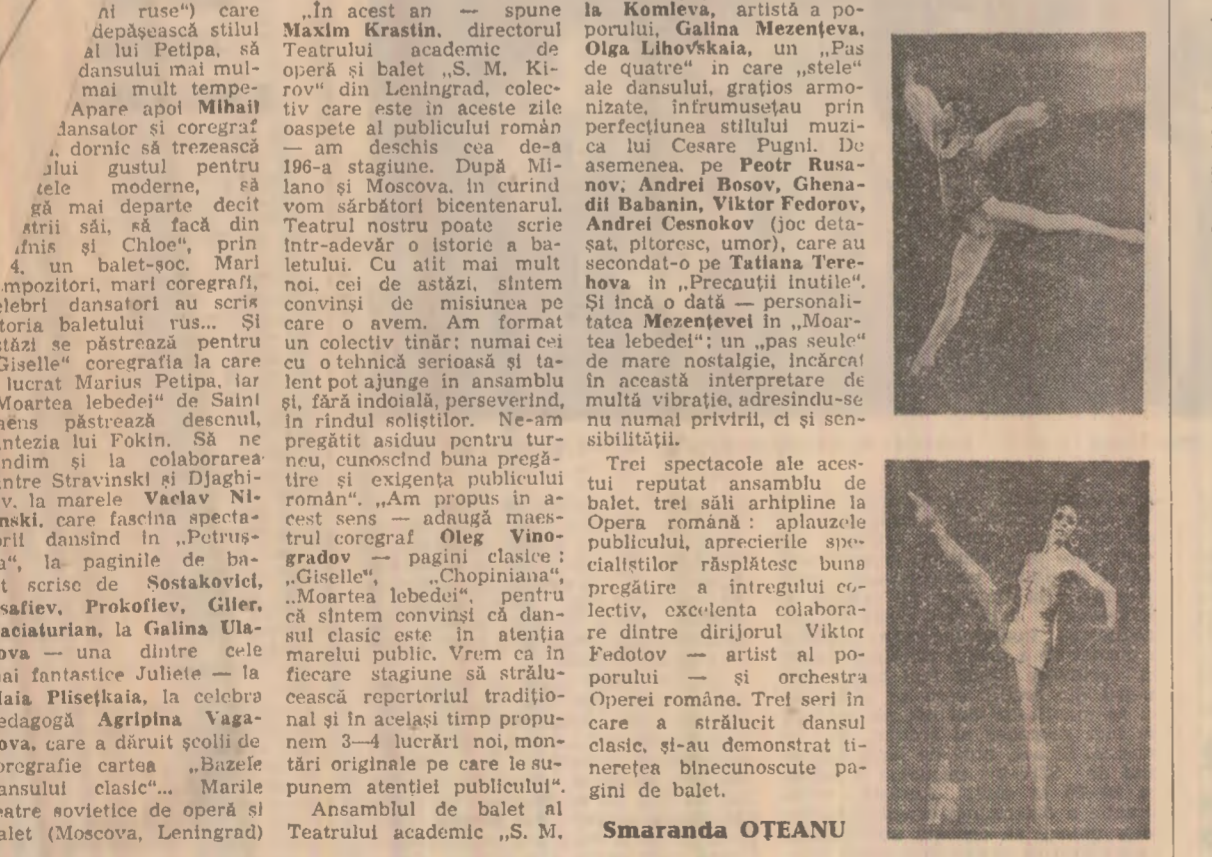 ni ruse") care
depășească stilul
al lui Petipa, să
dansului mai mul-
mai mult tempe-
Apare apoi Mihail
dansator și coregraf
dornic să trezească
gustul pentru
moderne, să
mai departe decit
săi, să facă din
și Chloe", prin
4. un balet-șoc. Mari
mpozitori, mari coregrafi,
elebri dansatori au scris
toria baletului rus... Și
stăzi se păstrează pentru
Giselle" coregrafia la care
lucrat Marius Petipa, iar
Moartea lebedei" de Saint
aëns păstrează desenul,
ntezia lui Fokin. Să ne
ndim și la colaborarea
intre Stravinski și Djaghi-
v. la marele Vaclav Ni-
nski, care fascina specta-
orii dansind în „Petruș-
a", la paginile de ba-
t scrise de Șostakovici,
safiev, Prokofiev, Glier,
aciaturian, la Galina Ula-
ova — una dintre cele
ai fantastice Juliete — la
laia Plisețkaia, la celebra
edagogă Agripina Vaga-
ova, care a dăruit școlii de
oregrafie cartea „Bazele
ansului clasic"... Marile
eatre sovietice de operă și
alet (Moscova, Leningrad)
„In acest an — spune
Maxim Krastin, directorul
Teatrului academic de
operă și balet „S. M. Ki-
rov" din Leningrad, colec-
tiv care este în aceste zile
oaspete al publicului român
— am deschis cea de-a
196-a stagiune. După Mi-
lano și Moscova, în curind
vom sărbători bicentenarul.
Teatrul nostru poate scrie
într-adevăr o istorie a ba-
letului. Cu atit mai mult
noi. cei de astăzi, sîntem
convinși de misiunea pe
care o avem. Am format
un colectiv tinăr: numai cei
cu o tehnică serioasă și ta-
lent pot ajunge in ansamblu
și, fără indoială, perseverind,
în rindul soliștilor. Ne-am
pregătit asiduu pentru tur-
neu, cunoscind buna pregă-
tire și exigența publicului
român". „Am propus in a-
cest sens — adaugă maes-
trul coregraf Oleg Vino-
gradov — pagini clasice :
„Giselle", „Chopiniana",
„Moartea lebedei", pentru
că sîntem convinși că dan-
sul clasic este în atenția
marelui public. Vrem ca în
fiecare stagiune să strălu-
cească repertoriul tradițio-
nal și în același timp propu-
nem 3—4 lucrări noi, mon-
tări originale pe care le su-
punem atenției publicului".
Ansamblul de balet al
Teatrului academic „S. M.
la Komleva, artistă a po-
porului, Galina Mezențeva,
Olga Lihovskaia, un „Pas
de quatre" in care „stele"
ale dansului, grațios armo-
nizate, înfrumusețau prin
perfecțiunea stilului muzi-
ca lui Cesare Pugni. De
asemenea, pe Peotr Rusa-
nov, Andrei Bosov, Ghena-
dii Babanin, Viktor Fedorov,
Andrei Cesnokov (joc deta-
șat, pitoresc, umor), care au
secondat-o pe Tatiana Tere-
hova în „Precauții inutile".
Și încă o dată — personali-
tatea Mezențevei în „Moar-
tea lebedei": un „pas seule"
de mare nostalgie, încărcat
în această interpretare de
multă vibrație, adresindu-se
nu numai privirii, ci și sen-
sibilității.
Trei spectacole ale aces-
tui reputat ansamblu de
balet, trei săli arhipline la
Opera română : aplauzele
publicului, aprecierile spe-
cialiștilor răsplătesc buna
pregătire a intregului co-
lectiv, excelenta colabora-
re dintre dirijorul Viktor
Fedotov — artist al po-
porului — și orchestra
Operei române. Trei seri în
care a strălucit dansul
clasic, și-au demonstrat ti-
nerețea binecunoscute pa-
gini de balet.
Smaranda OȚEANU